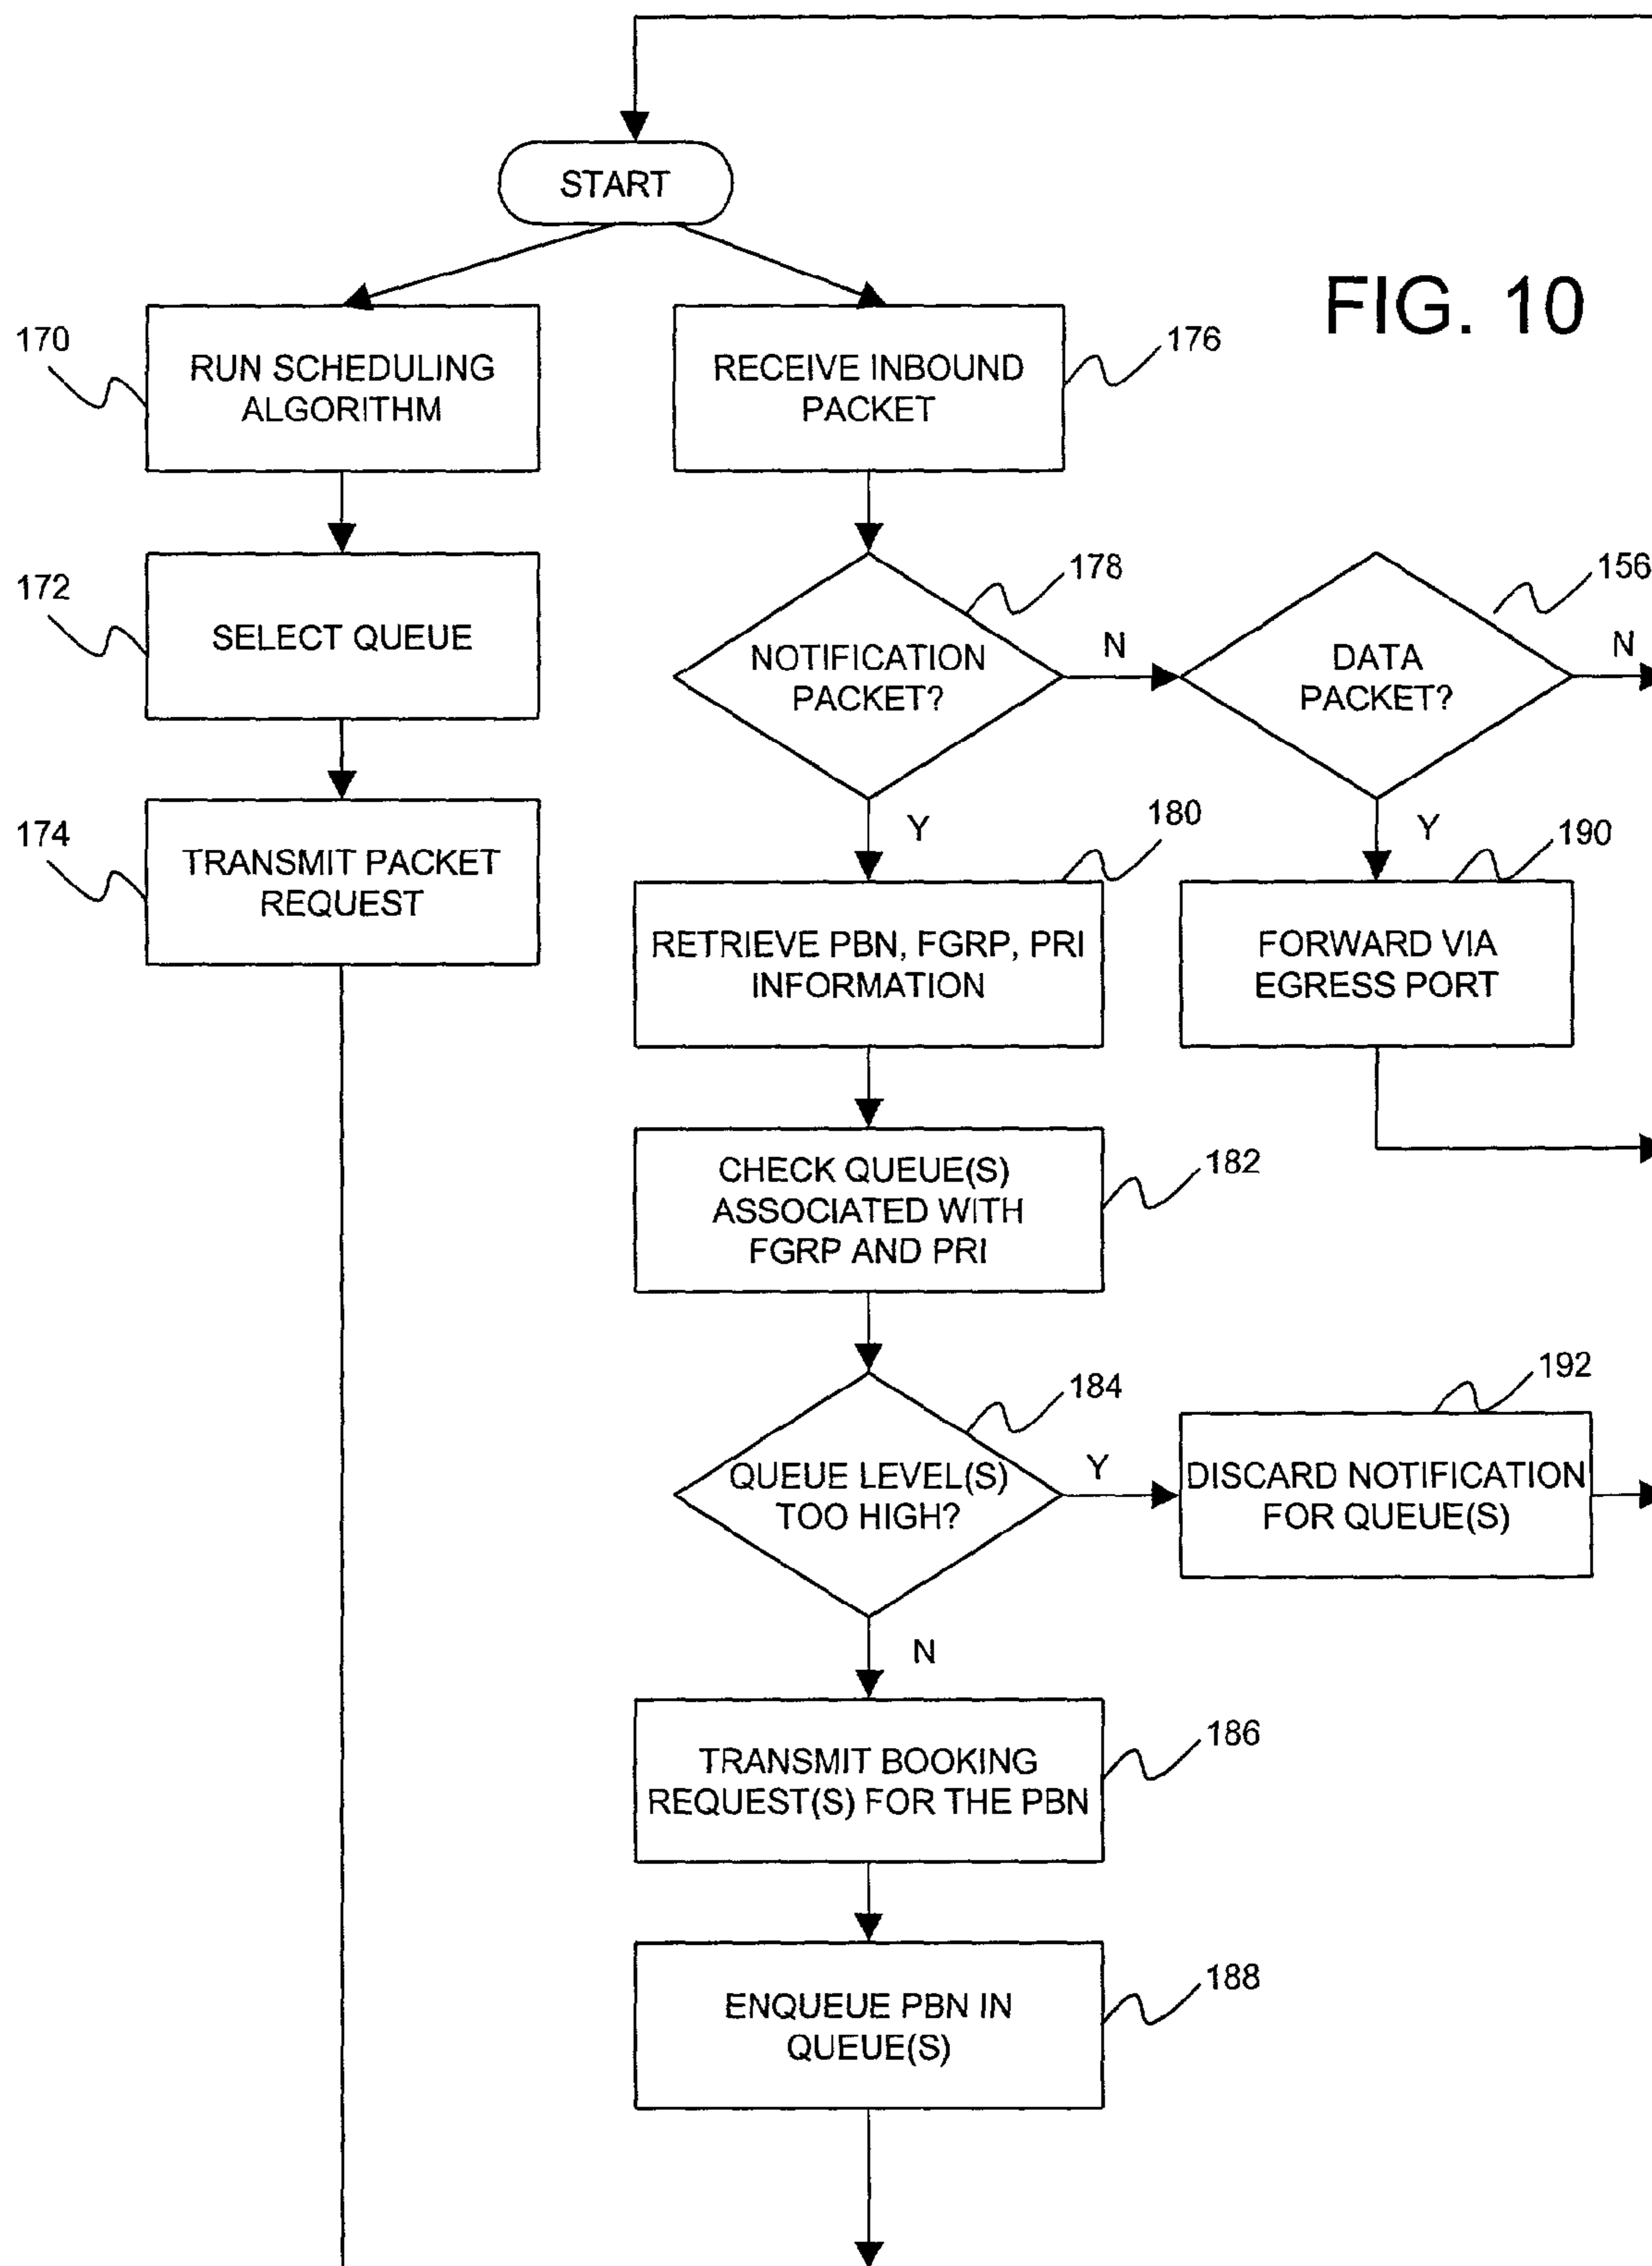 START
FIG. 10
170
RUN SCHEDULING
ALGORITHM
RECEIVE INBOUND
PACKET
176
172
SELECT QUEUE
178
NOTIFICATION
PACKET?
N
156
DATA
PACKET?
N
174
TRANSMIT PACKET
REQUEST
Y
180
Y
190
RETRIEVE PBN, FGRP, PRI
INFORMATION
FORWARD VIA
EGRESS PORT
CHECK QUEUE(S)
ASSOCIATED WITH
FGRP AND PRI
182
184
QUEUE LEVEL(S)
TOO HIGH?
Y
192
DISCARD NOTIFICATION
FOR QUEUE(S)
N
TRANSMIT BOOKING
REQUEST(S) FOR THE PBN
186
ENQUEUE PBN IN
QUEUE(S)
188